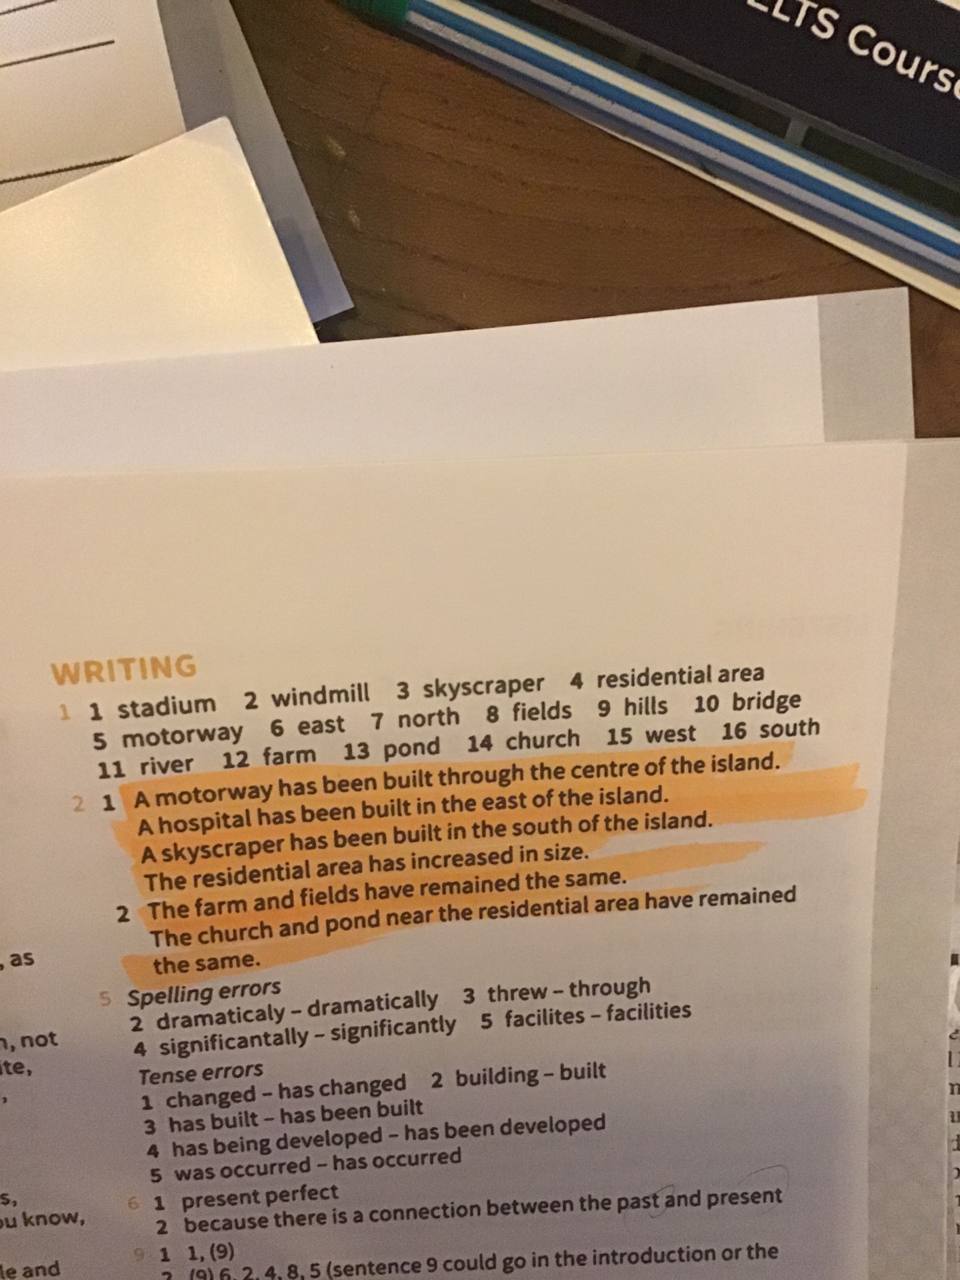 ELTS Course
WRITING
1 1 stadium 2 windmill 3 skyscraper 4 residential area
5 motorway 6 east 7 north 8 fields 9 hills 10 bridge
11 river 12 farm 13 pond 14 church 15 west 16 south
2 1 A motorway has been built through the centre of the island.
A hospital has been built in the east of the island.
A skyscraper has been built in the south of the island.
The residential area has increased in size.
2 The farm and fields have remained the same.
The church and pond near the residential area have remained
the same.
, as
5 Spelling errors
2 dramaticaly – dramatically 3 threw – through
4 significantally – significantly 5 facilites – facilities
n, not
ite,
,
Tense errors
1 changed – has changed 2 building – built
3 has built – has been built
4 has being developed – has been developed
5 was occurred – has occurred
s,
ou know,
6 1 present perfect
2 because there is a connection between the past and present
9 1 1, (9)
le and
2 (9) 6, 2, 4, 8, 5 (sentence 9 could go in the introduction or the